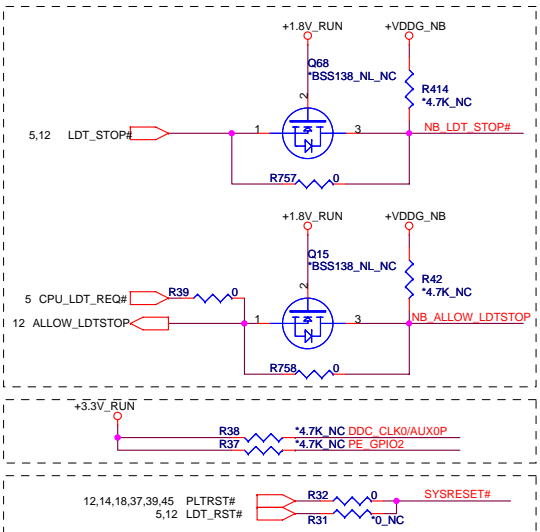 +1.8V_RUN +VDDG_NB
Q68
*BSS138_NL_NC
R414
*4.7K_NC
2
5,12 LDT_STOP# 1 3 NB_LDT_STOP#
R757 0
+1.8V_RUN +VDDG_NB
Q15
*BSS138_NL_NC
R42
*4.7K_NC
2
5 CPU_LDT_REQ# R39 0
12 ALLOW_LDTSTOP 1 3 NB_ALLOW_LDTSTOP
R758 0
+3.3V_RUN
R38 *4.7K_NC DDC_CLK0/AUX0P
R37 *4.7K_NC PE_GPIO2
12,14,18,37,39,45 PLTRST# R32 0 SYSRESET#
5,12 LDT_RST# R31 *0_NC